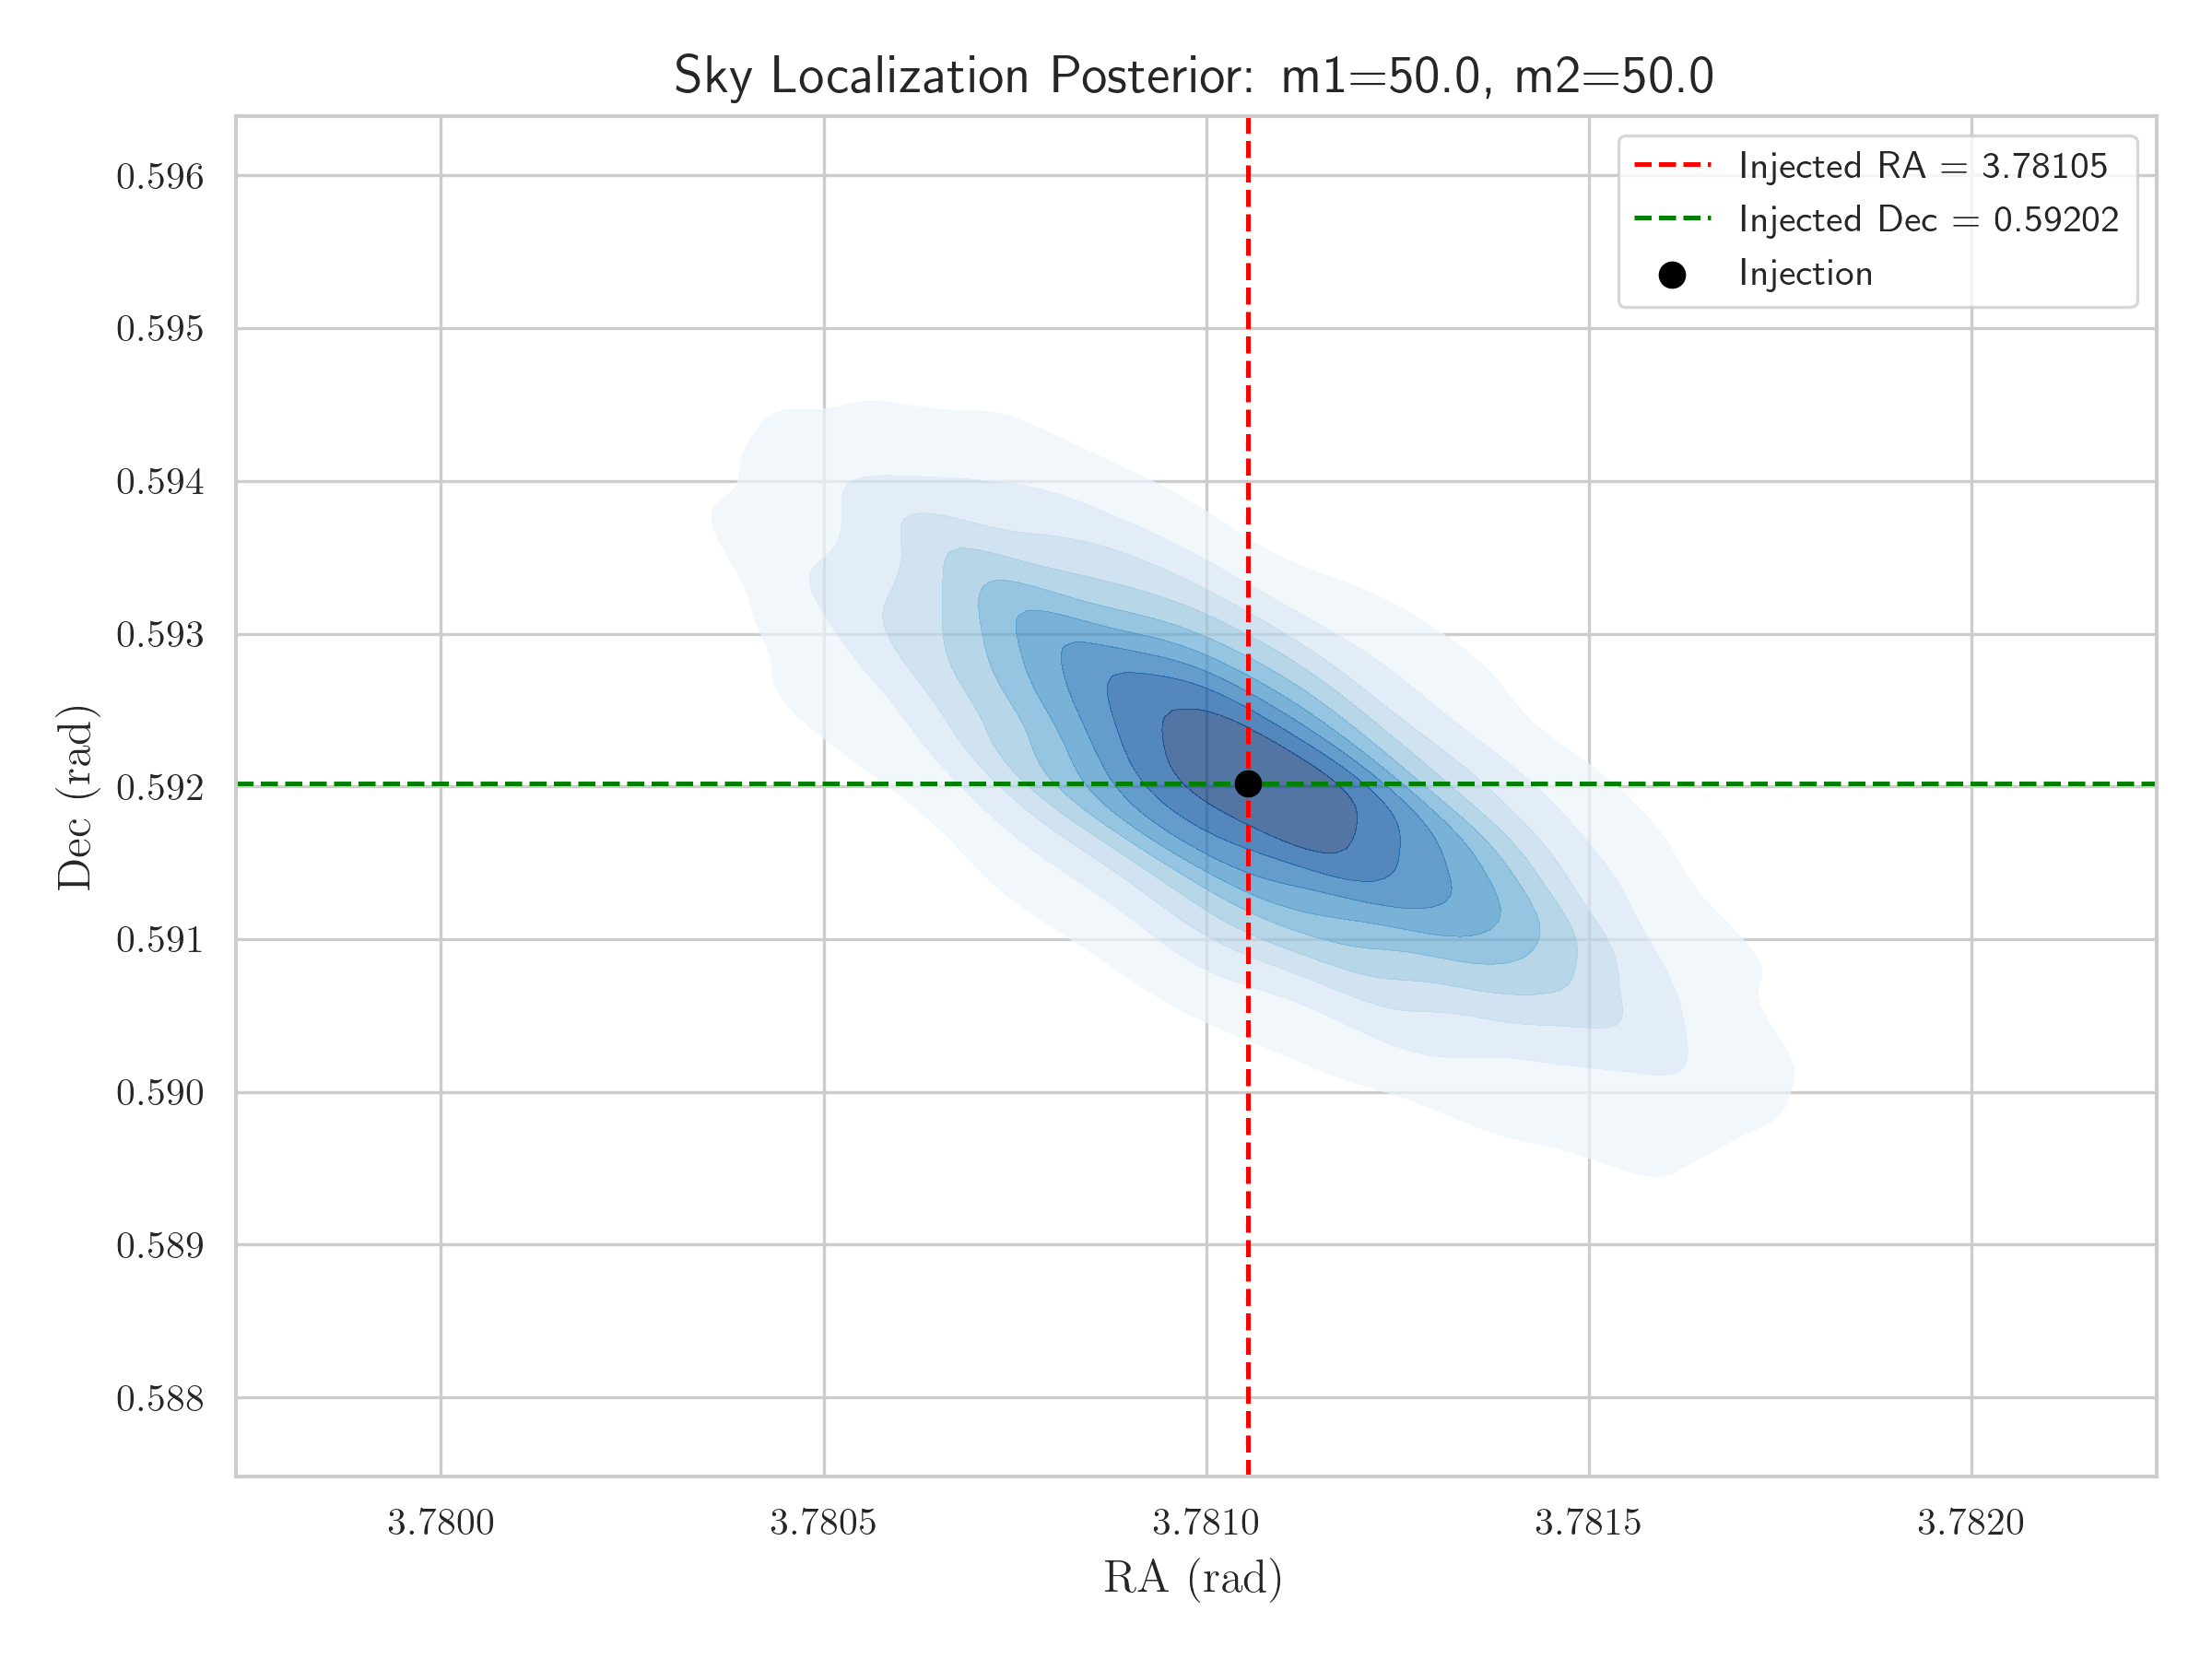 Sky Localization Posterior: m1=50.0, m2=50.0
Injected RA = 3.78105
Injected Dec = 0.59202
Injection
0.596
0.595
0.594
0.593
0.592
0.591
0.590
0.589
0.588
Dec (rad)
3.7800 3.7805 3.7810 3.7815 3.7820
RA (rad)